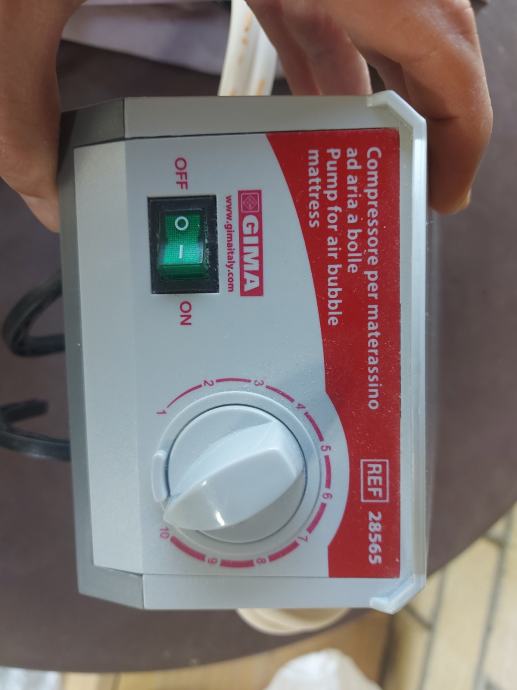 Compressore per materassino
ad aria a bolle
Pump for air bubble
mattress
REF 28565
GIMA
www.gimaitaly.com
OFF
O I
ON
1
2
3
4
5
6
7
8
9
10